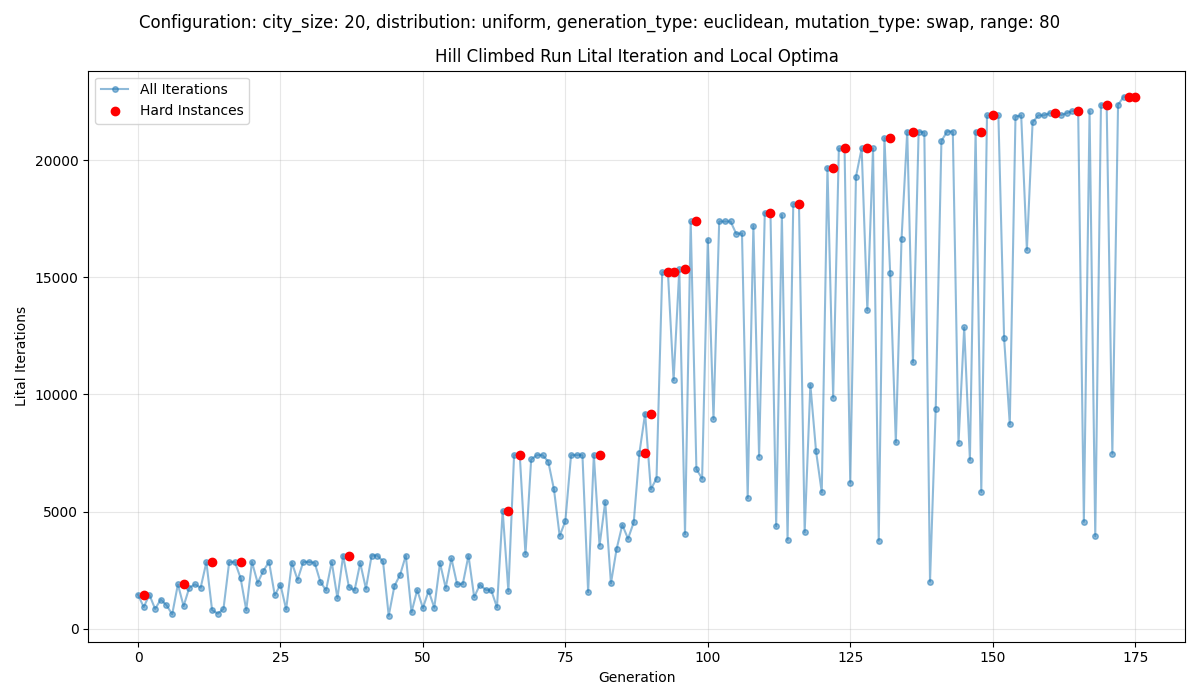 Configuration: city_size: 20, distribution: uniform, generation_type: euclidean, mutation_type: swap, range: 80
Hill Climbed Run Lital Iteration and Local Optima
All Iterations
Hard Instances
Lital Iterations
20000
15000
10000
5000
0
0 25 50 75 100 125 150 175
Generation